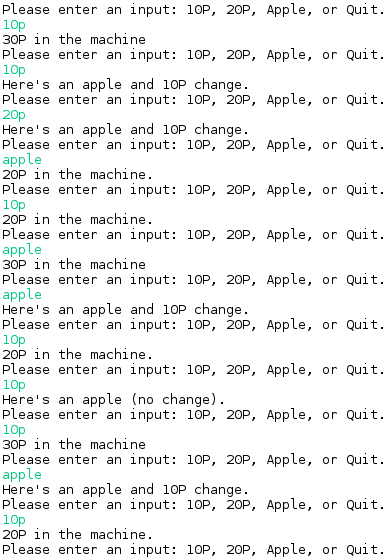 Please enter an input: 10P, 20P, Apple, or Quit.
10p
30P in the machine
Please enter an input: 10P, 20P, Apple, or Quit.
10p
Here's an apple and 10P change.
Please enter an input: 10P, 20P, Apple, or Quit.
20p
Here's an apple and 10P change.
Please enter an input: 10P, 20P, Apple, or Quit.
apple
20P in the machine.
Please enter an input: 10P, 20P, Apple, or Quit.
10p
20P in the machine.
Please enter an input: 10P, 20P, Apple, or Quit.
apple
30P in the machine
Please enter an input: 10P, 20P, Apple, or Quit.
apple
Here's an apple and 10P change.
Please enter an input: 10P, 20P, Apple, or Quit.
10p
20P in the machine.
Please enter an input: 10P, 20P, Apple, or Quit.
10p
Here's an apple (no change).
Please enter an input: 10P, 20P, Apple, or Quit.
10p
30P in the machine
Please enter an input: 10P, 20P, Apple, or Quit.
apple
Here's an apple and 10P change.
Please enter an input: 10P, 20P, Apple, or Quit.
10p
20P in the machine.
Please enter an input: 10P, 20P, Apple, or Quit.